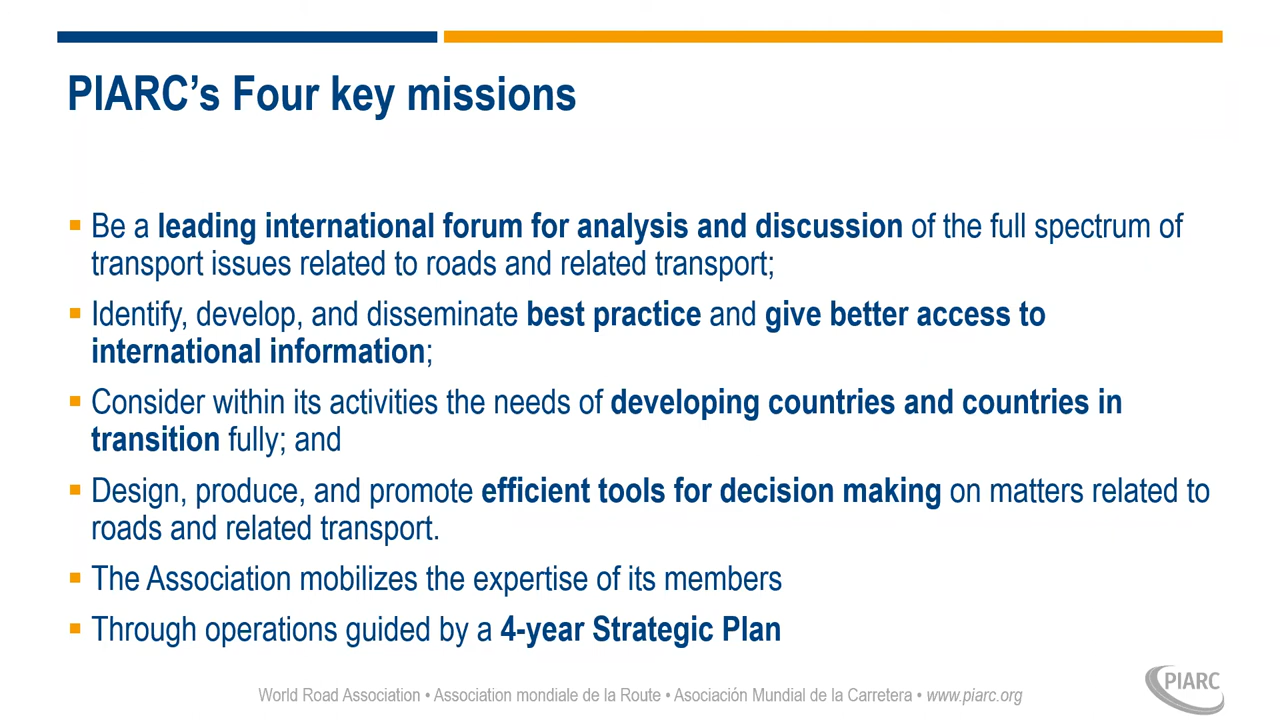 PIARC’s Four key missions
Be a leading international forum for analysis and discussion of the full spectrum of
transport issues related to roads and related transport;
Identify, develop, and disseminate best practice and give better access to
international information;
Consider within its activities the needs of developing countries and countries in
transition fully; and
Design, produce, and promote efficient tools for decision making on matters related to
roads and related transport.
The Association mobilizes the expertise of its members
Through operations guided by a 4-year Strategic Plan
World Road Association • Association mondiale de la Route • Asociación Mundial de la Carretera • www.piarc.org
PIARC